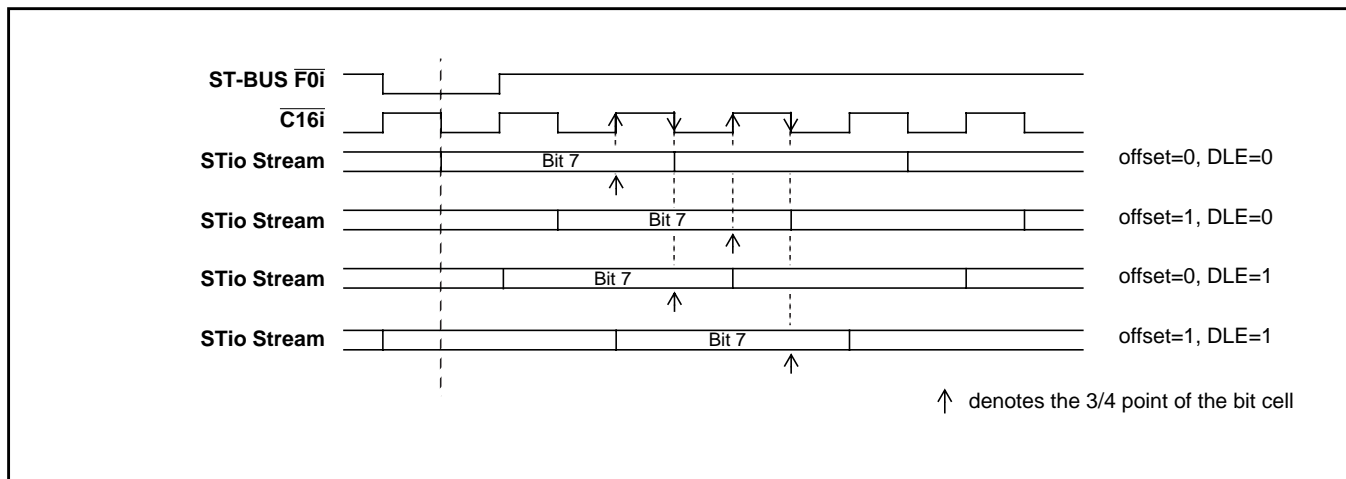 ST-BUS F0i
C16i
STio Stream Bit 7 offset=0, DLE=0
STio Stream Bit 7 offset=1, DLE=0
STio Stream Bit 7 offset=0, DLE=1
STio Stream Bit 7 offset=1, DLE=1
denotes the 3/4 point of the bit cell